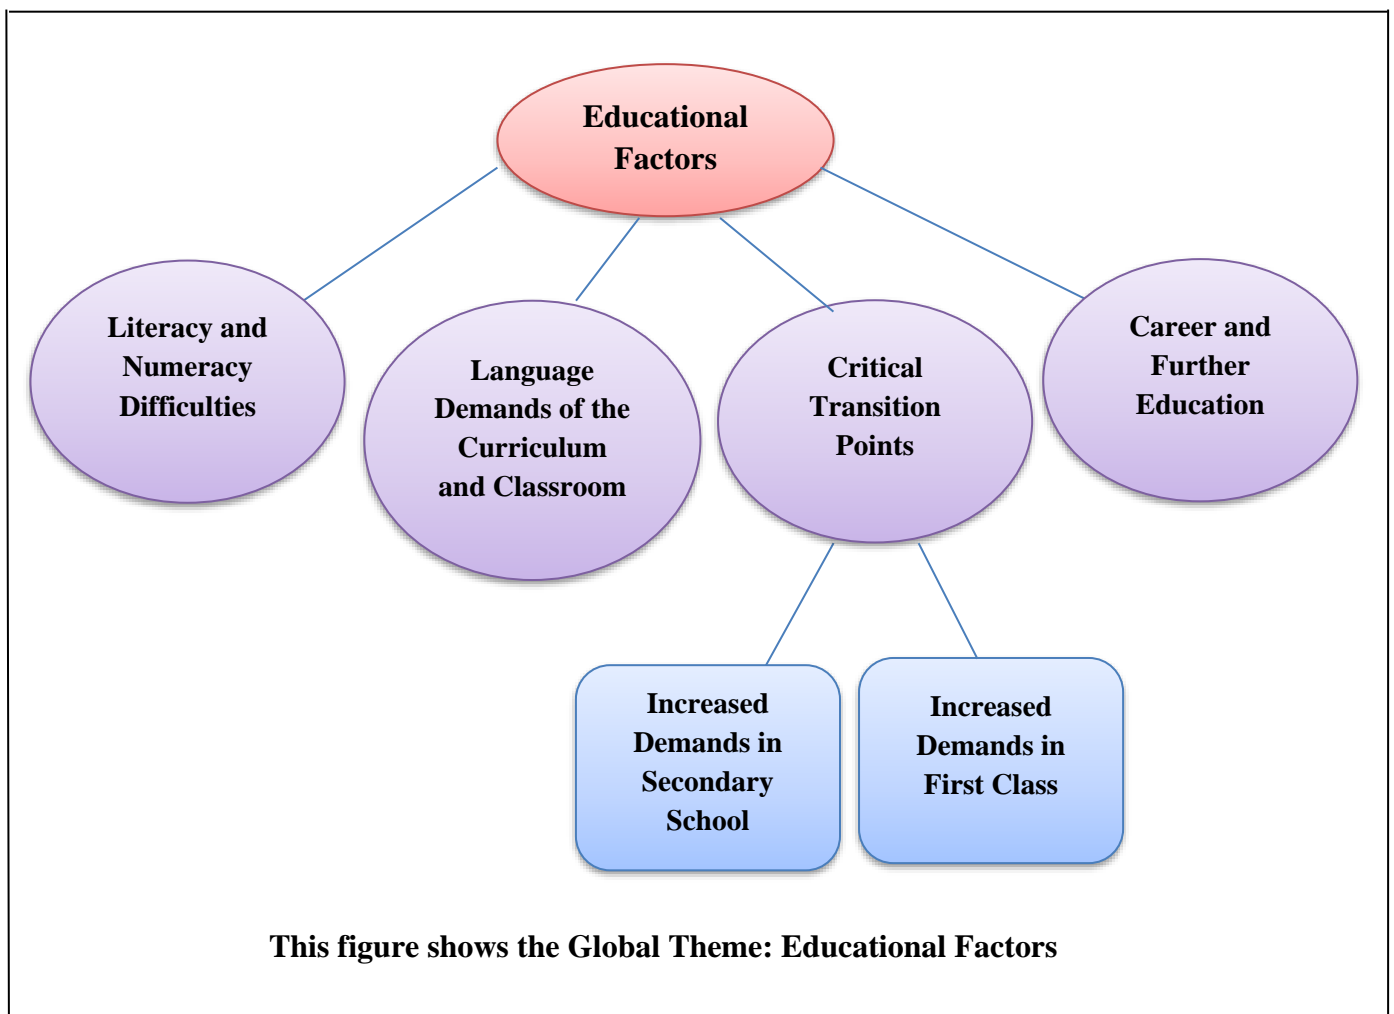 Educational
Factors
Literacy and
Numeracy
Difficulties
Language
Demands of the
Curriculum
and Classroom
Critical
Transition
Points
Career and
Further
Education
Increased
Demands in
Secondary
School
Increased
Demands in
First Class
This figure shows the Global Theme: Educational Factors